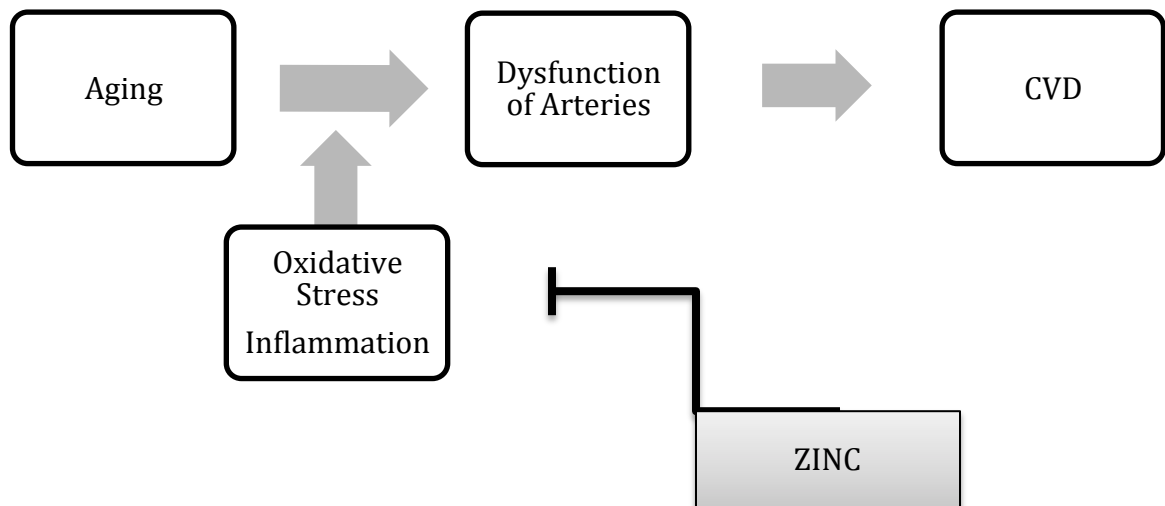 Aging
Dysfunction
of Arteries
CVD
Oxidative
Stress
Inflammation
ZINC